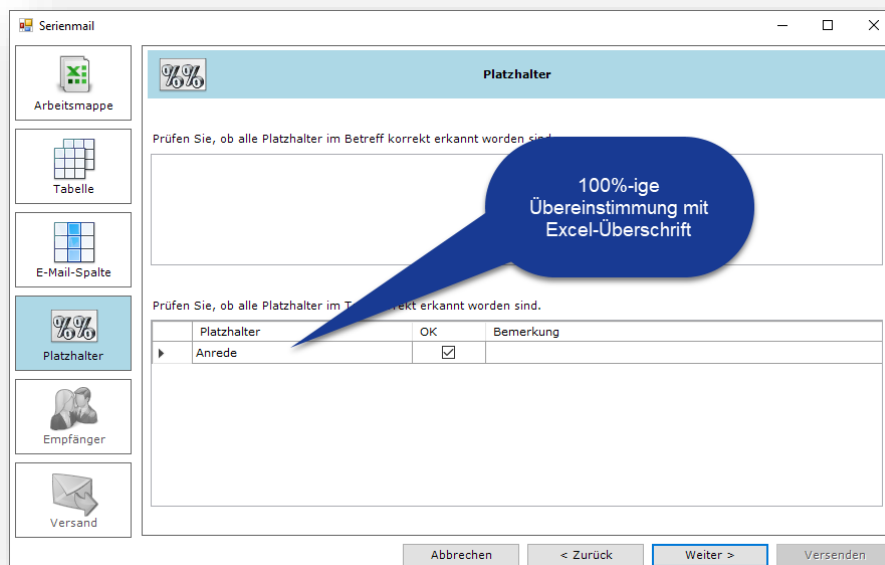 Serienmail
Arbeitsmappe
Tabelle
E-Mail-Spalte
Platzhalter
Empfänger
Versand
Platzhalter
Prüfen Sie, ob alle Platzhalter im Betreff korrekt erkannt worden sind.
100%-ige
Übereinstimmung mit
Excel-Überschrift
Prüfen Sie, ob alle Platzhalter im T kt erkannt worden sind.
Platzhalter OK Bemerkung
Anrede
Abbrechen < Zurück Weiter > Versenden